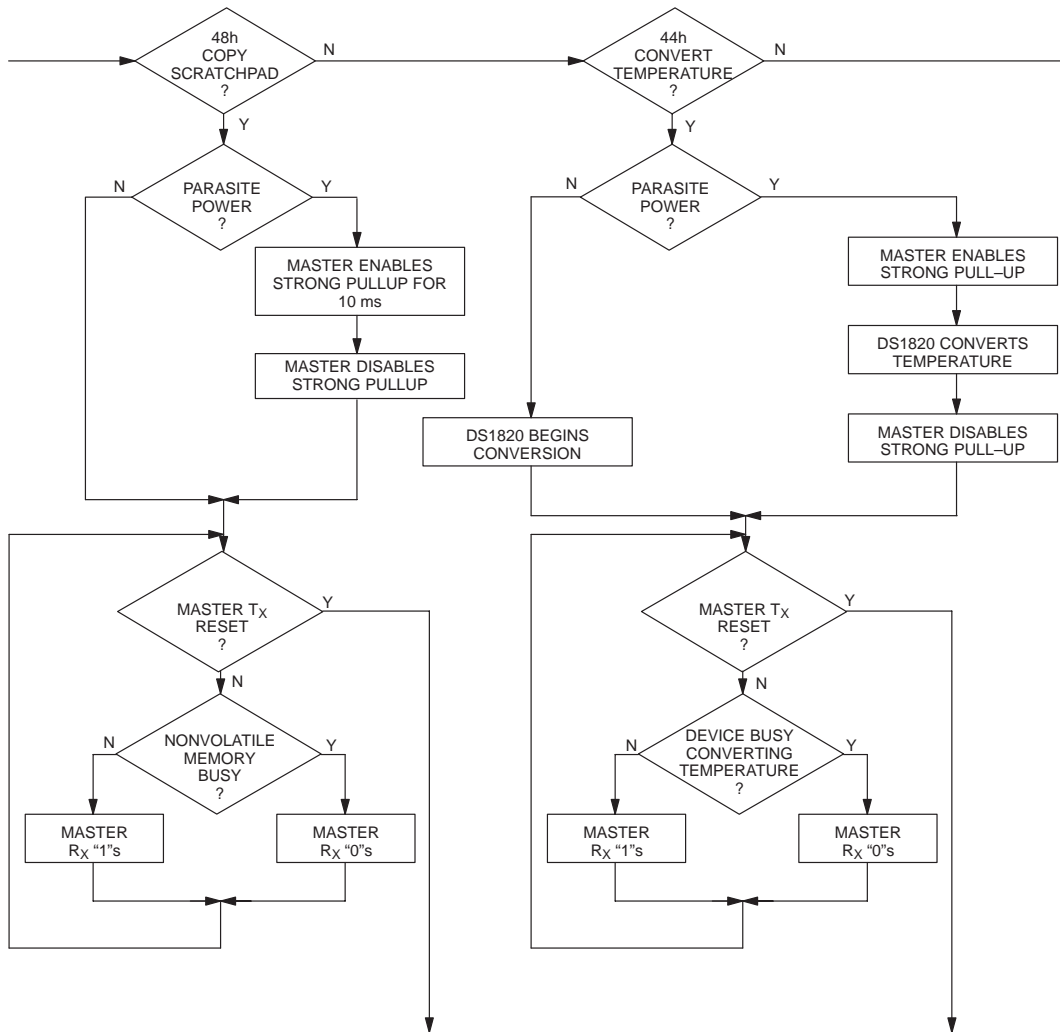 48h
COPY
SCRATCHPAD
?
N
Y
44h
CONVERT
TEMPERATURE
?
N
Y
N
PARASITE
POWER
?
Y
MASTER ENABLES
STRONG PULLUP FOR
10 ms
MASTER DISABLES
STRONG PULLUP
N
PARASITE
POWER
?
Y
MASTER ENABLES
STRONG PULL–UP
DS1820 CONVERTS
TEMPERATURE
MASTER DISABLES
STRONG PULL–UP
DS1820 BEGINS
CONVERSION
MASTER TX
RESET
?
Y
N
N
NONVOLATILE
MEMORY
BUSY
?
Y
MASTER
RX “1”s
MASTER
RX “0”s
MASTER TX
RESET
?
Y
N
N
DEVICE BUSY
CONVERTING
TEMPERATURE
?
Y
MASTER
RX “1”s
MASTER
RX “0”s